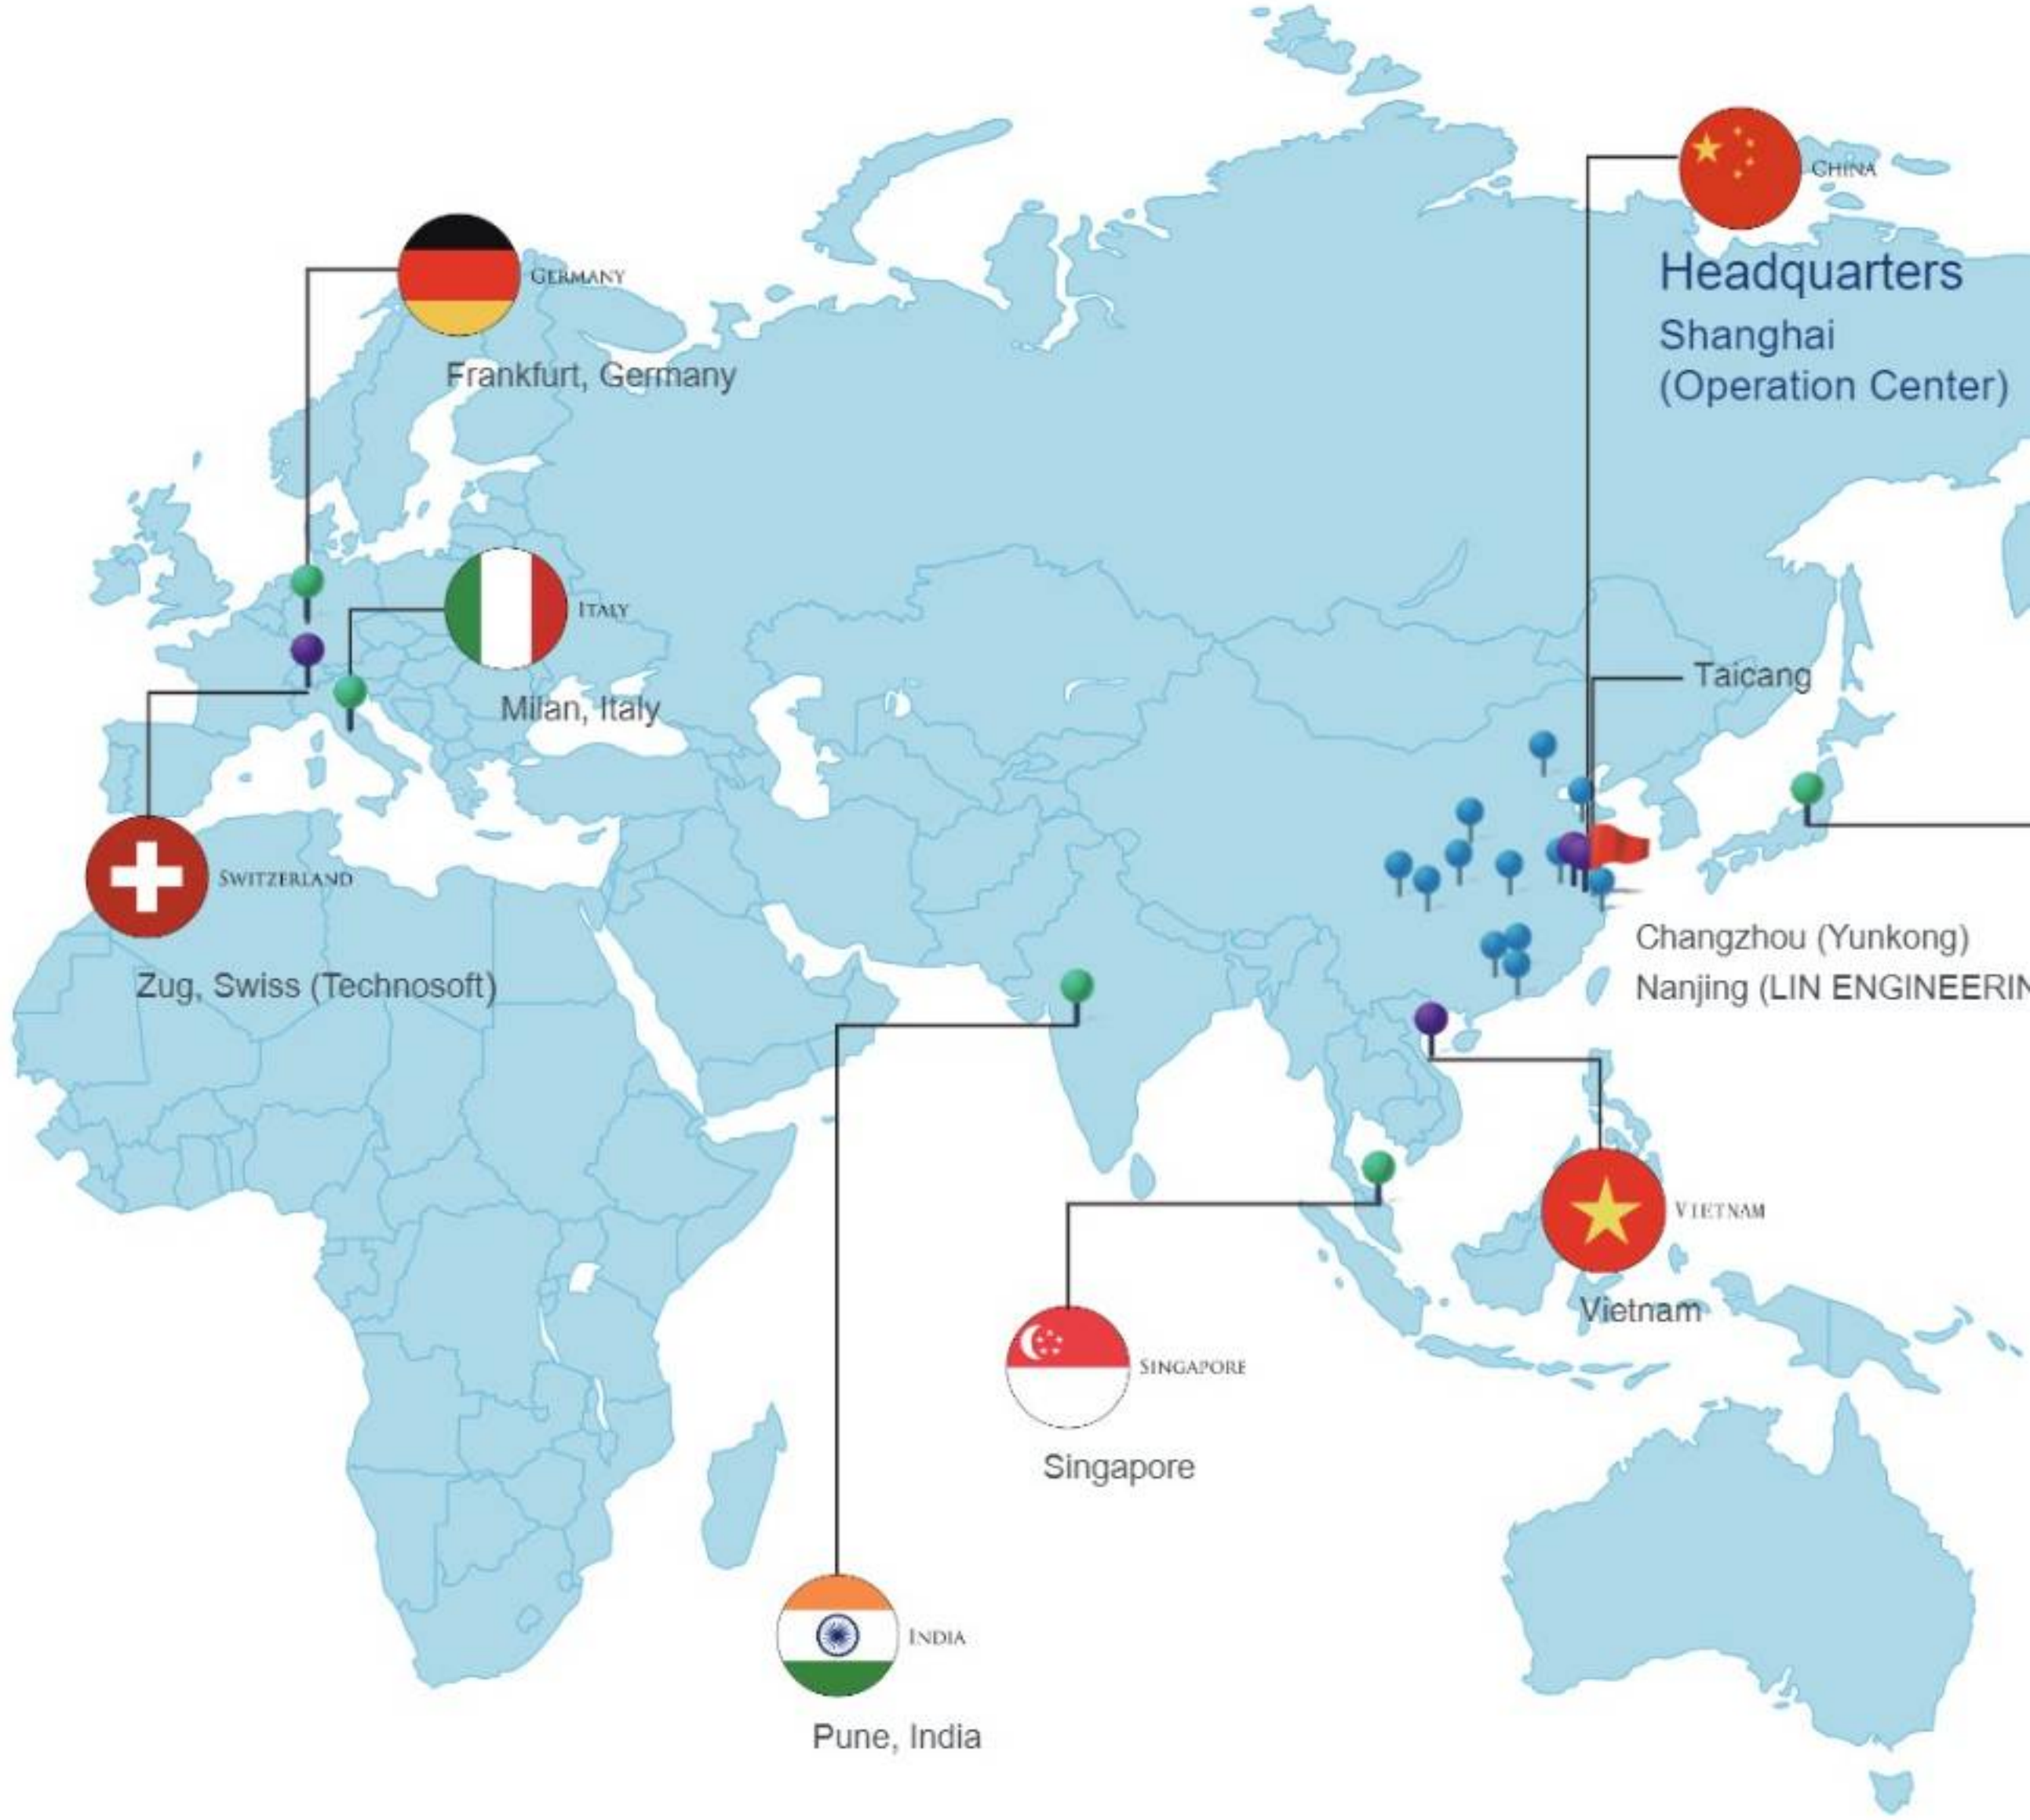 CHINA
Headquarters
Shanghai
(Operation Center)
GERMANY
Frankfurt, Germany
ITALY
Milan, Italy
Taicang
SWITZERLAND
Zug, Swiss (Technosoft)
Changzhou (Yunkong)
Nanjing (LIN ENGINEERIN
VIETNAM
Vietnam
SINGAPORE
Singapore
INDIA
Pune, India